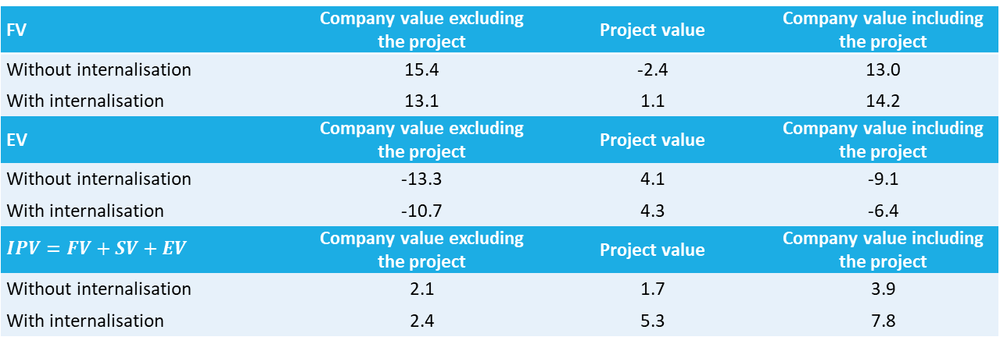 FV Company value excluding the project Project value Company value including the project
Without internalisation 15.4 -2.4 13.0
With internalisation 13.1 1.1 14.2
EV Company value excluding the project Project value Company value including the project
Without internalisation -13.3 4.1 -9.1
With internalisation -10.7 4.3 -6.4
IPV = FV + SV + EV Company value excluding the project Project value Company value including the project
Without internalisation 2.1 1.7 3.9
With internalisation 2.4 5.3 7.8